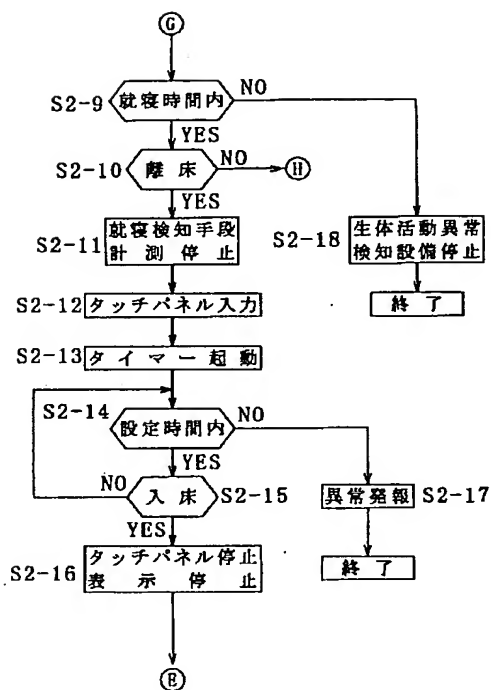 G
S2-9 就寝時間内 NO
YES
S2-10 離床 NO H
YES
S2-11 就寝検知手段
計測停止
S2-18 生体活動異常
検知設備停止
S2-12 タッチパネル入力
終了
S2-13 タイマー起動
S2-14 設定時間内 NO
YES
NO 入床 S2-15
YES
異常発報 S2-17
S2-16 タッチパネル停止
表示停止
終了
E